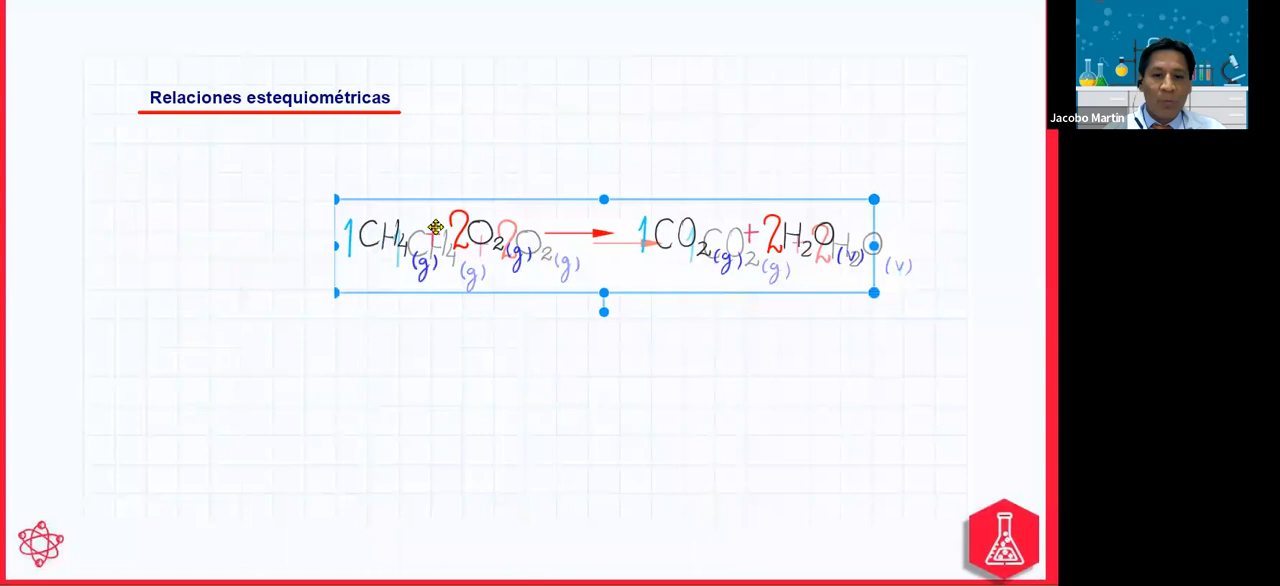 Relaciones estequiométricas
Jacobo Martin
1CH₄(g) + 2O₂(g) → 1CO₂(g) + 2H₂O(v)